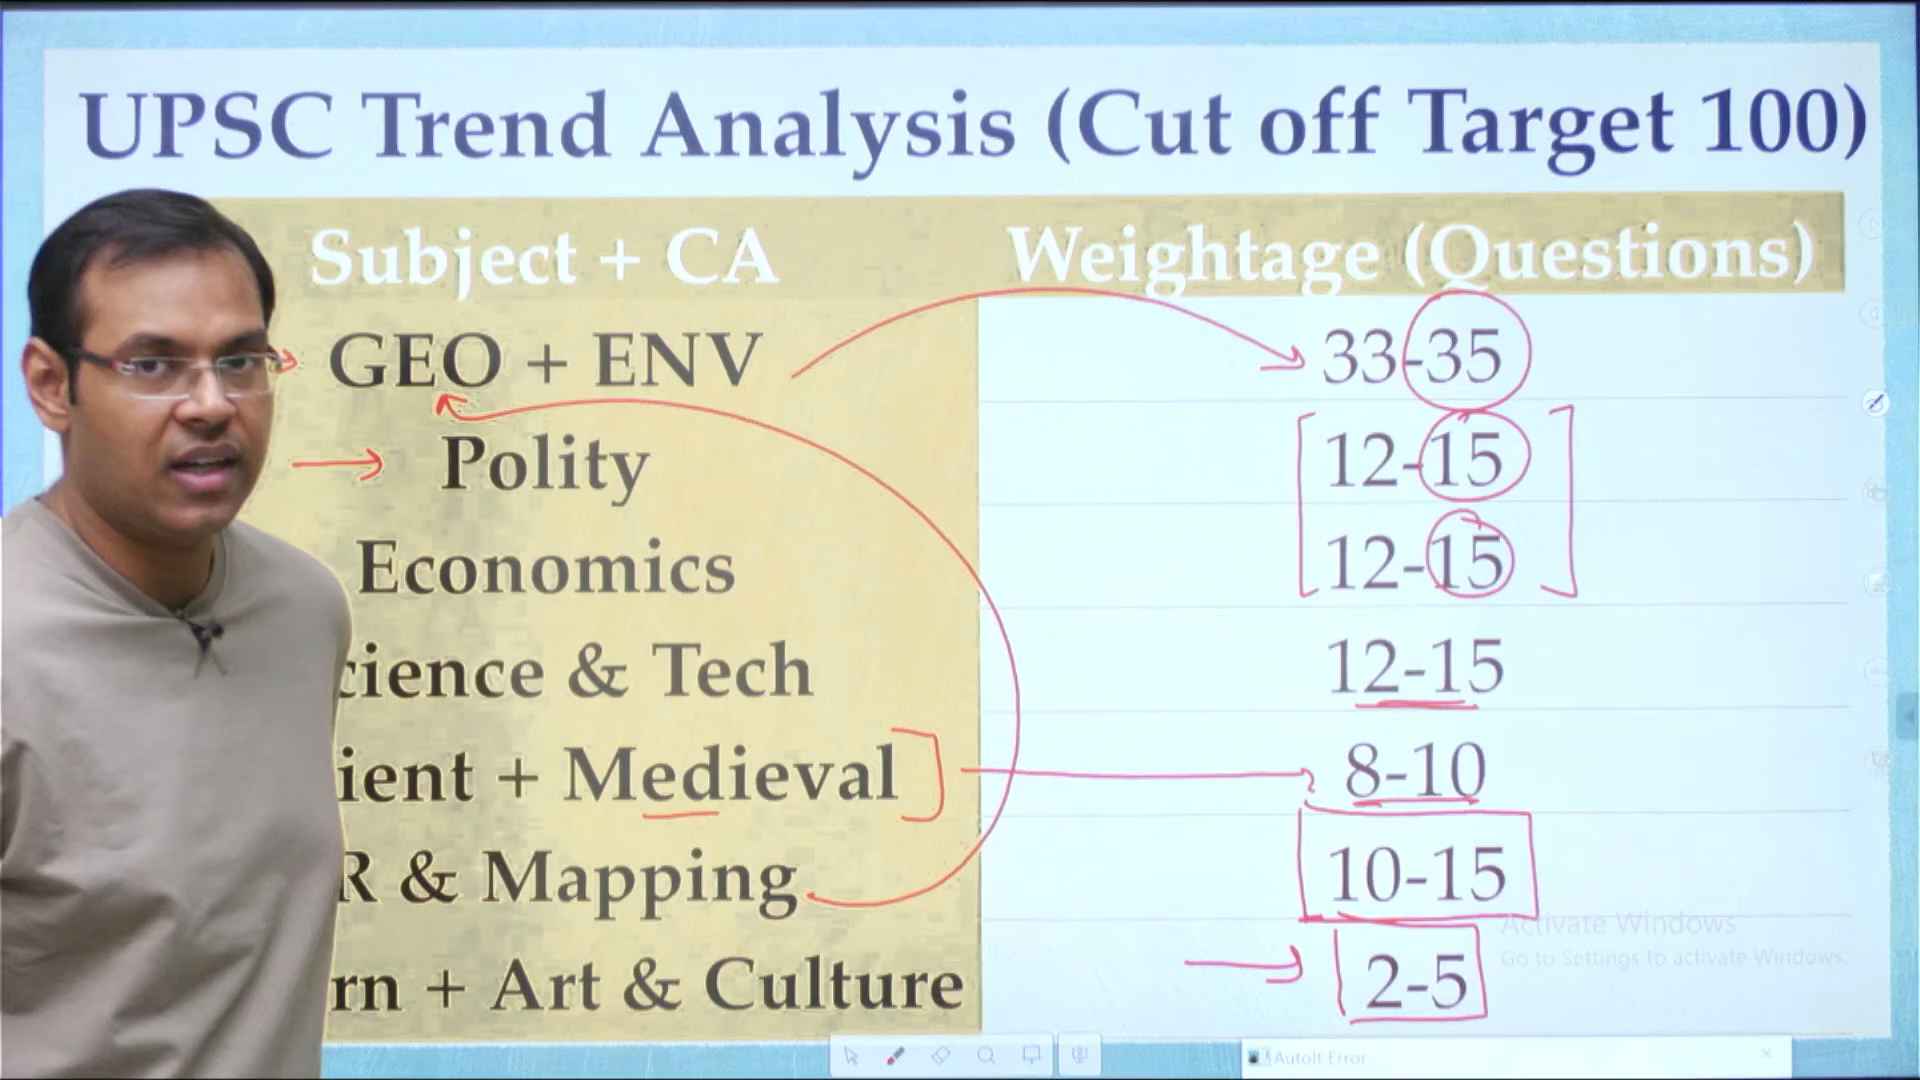 UPSC Trend Analysis (Cut off Target 100)
Subject + CA Weightage (Questions)
GEO + ENV 33-35
Polity 12-15
Economics 12-15
cience & Tech 12-15
ient + Medieval 8-10
R & Mapping 10-15
rn + Art & Culture 2-5
Activate Windows
Go to Settings to activate Windows.
AutoIt Error